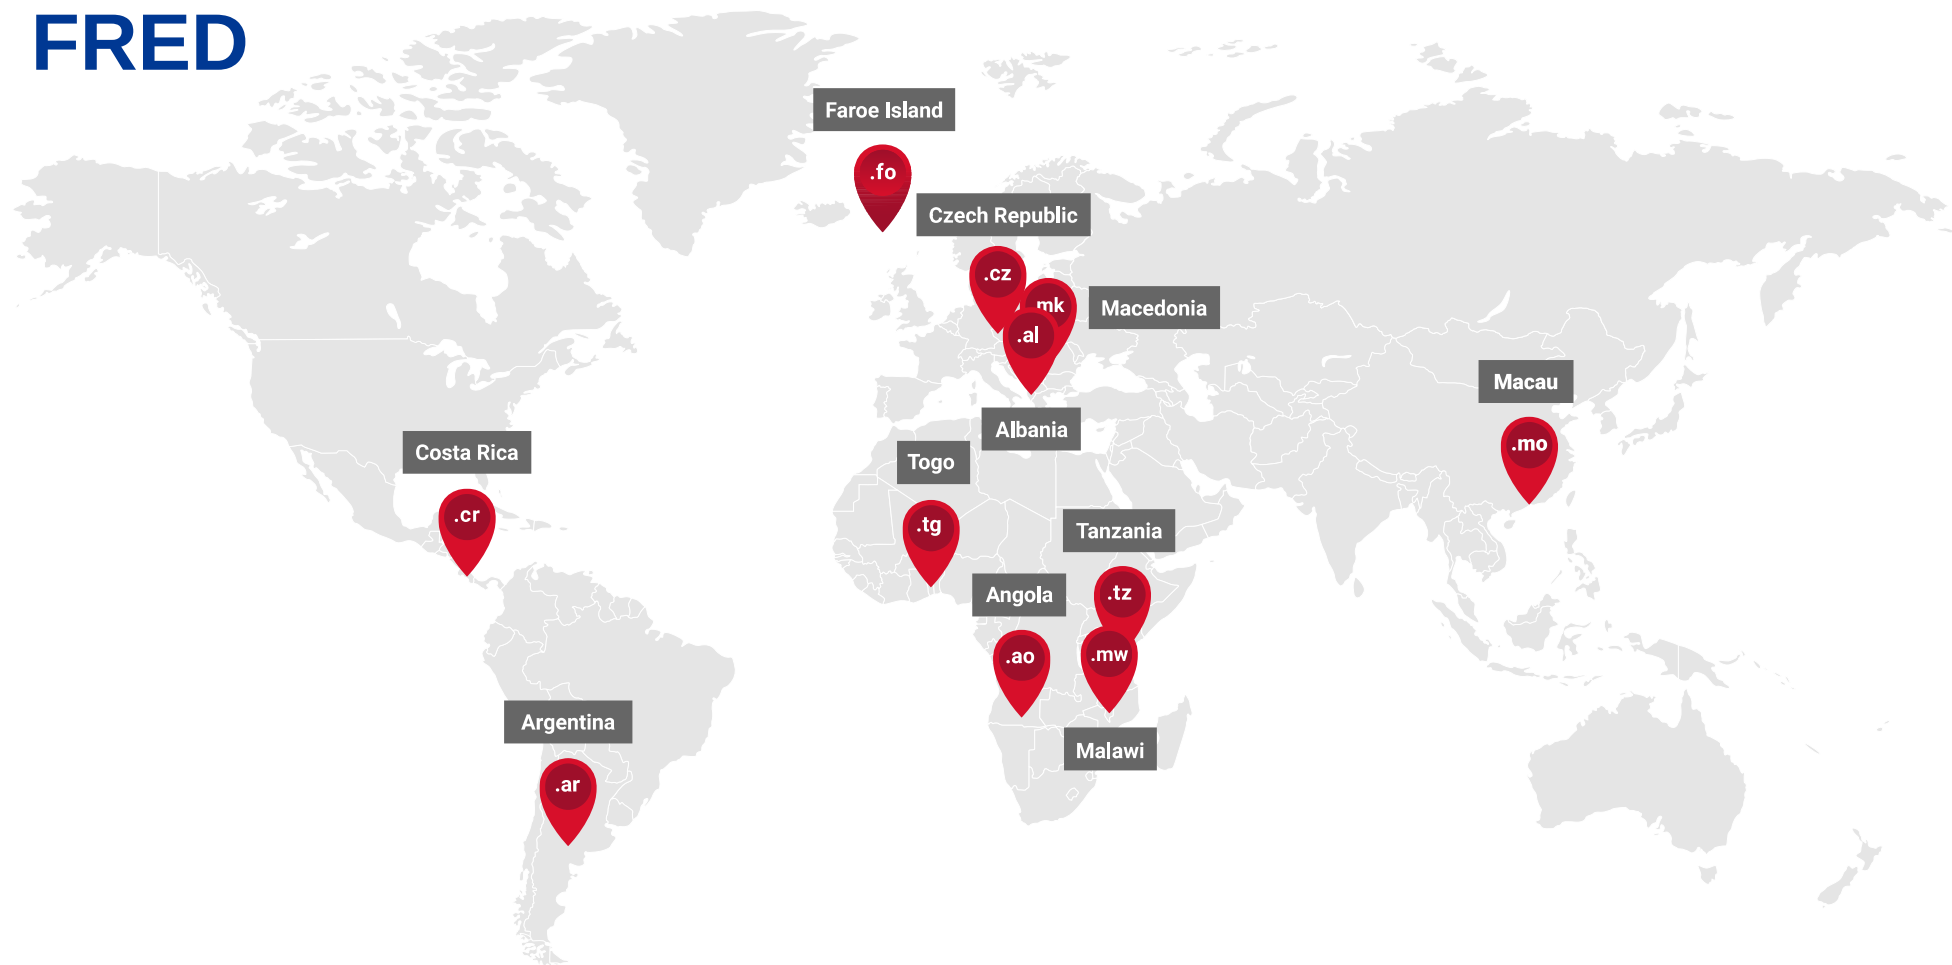 FRED
Faroe Island
.fo
Czech Republic
.cz
mk
Macedonia
.al
Albania
Macau
.mo
Costa Rica
.cr
Togo
.tg
Tanzania
.tz
Angola
.ao
.mw
Malawi
Argentina
.ar